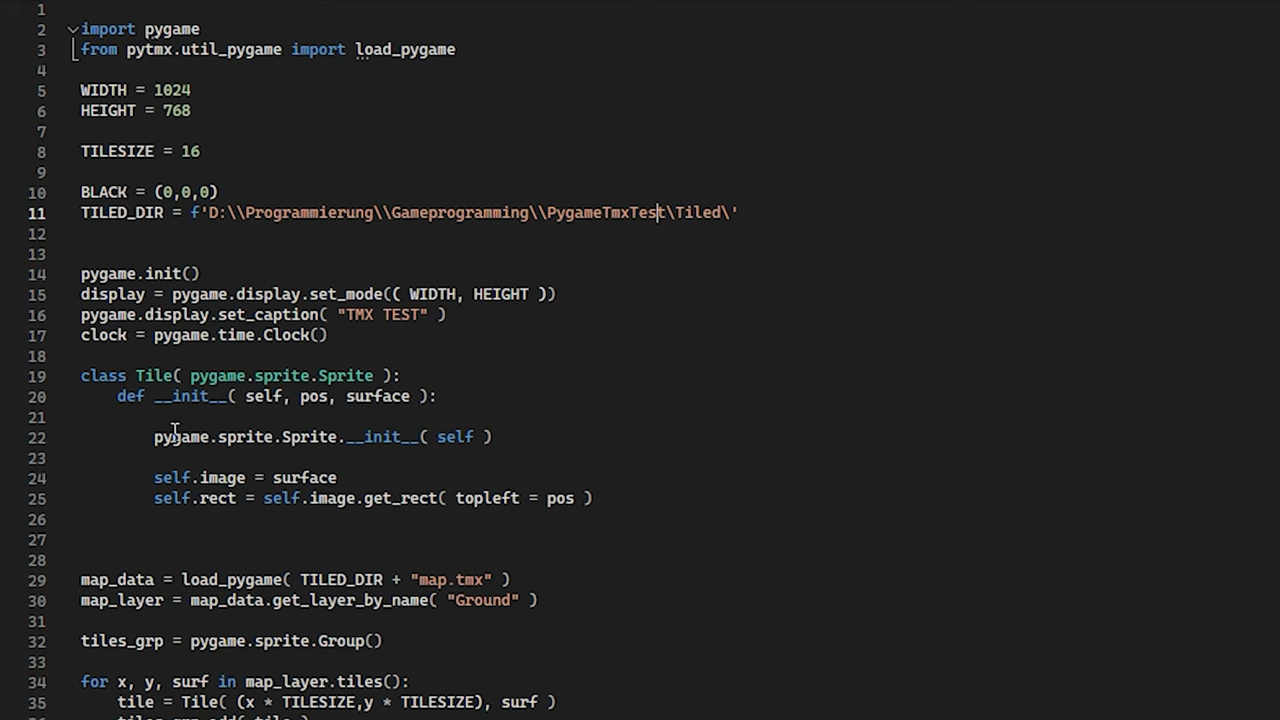 1
2 import pygame
3 from pytmx.util_pygame import load_pygame
4
5 WIDTH = 1024
6 HEIGHT = 768
7
8 TILESIZE = 16
9
10 BLACK = (0,0,0)
11 TILED_DIR = f'D:\\Programmierung\\Gameprogramming\\PygameTmxTest\Tiled\'
12
13
14 pygame.init()
15 display = pygame.display.set_mode(( WIDTH, HEIGHT ))
16 pygame.display.set_caption( "TMX TEST" )
17 clock = pygame.time.Clock()
18
19 class Tile( pygame.sprite.Sprite ):
20 def __init__( self, pos, surface ):
21
22 pygame.sprite.Sprite.__init__( self )
23
24 self.image = surface
25 self.rect = self.image.get_rect( topleft = pos )
26
27
28
29 map_data = load_pygame( TILED_DIR + "map.tmx" )
30 map_layer = map_data.get_layer_by_name( "Ground" )
31
32 tiles_grp = pygame.sprite.Group()
33
34 for x, y, surf in map_layer.tiles():
35 tile = Tile( (x * TILESIZE,y * TILESIZE), surf )
36 tiles_grp.add( tile )